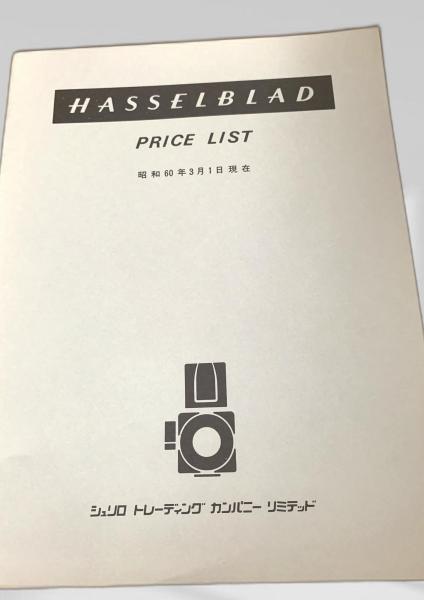 HASSELBLAD
PRICE LIST
昭和60年3月1日現在
シュリロ トレーディング カンパニー リミテッド